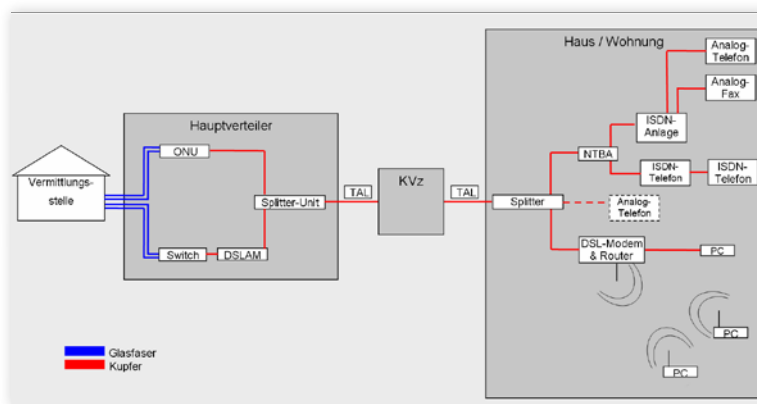 Haus / Wohnung
Analog-
Telefon
Analog-
Fax
Hauptverteiler
ISDN-
Anlage
ONU
NTBA
KVz
Vermittlungs-
stelle
ISDN-
Telefon
ISDN-
Telefon
TAL
TAL
Splitter-Unit
Splitter
Analog-
Telefon
Switch
DSLAM
DSL-Modem
& Router
PC
PC
PC
Glasfaser
Kupfer